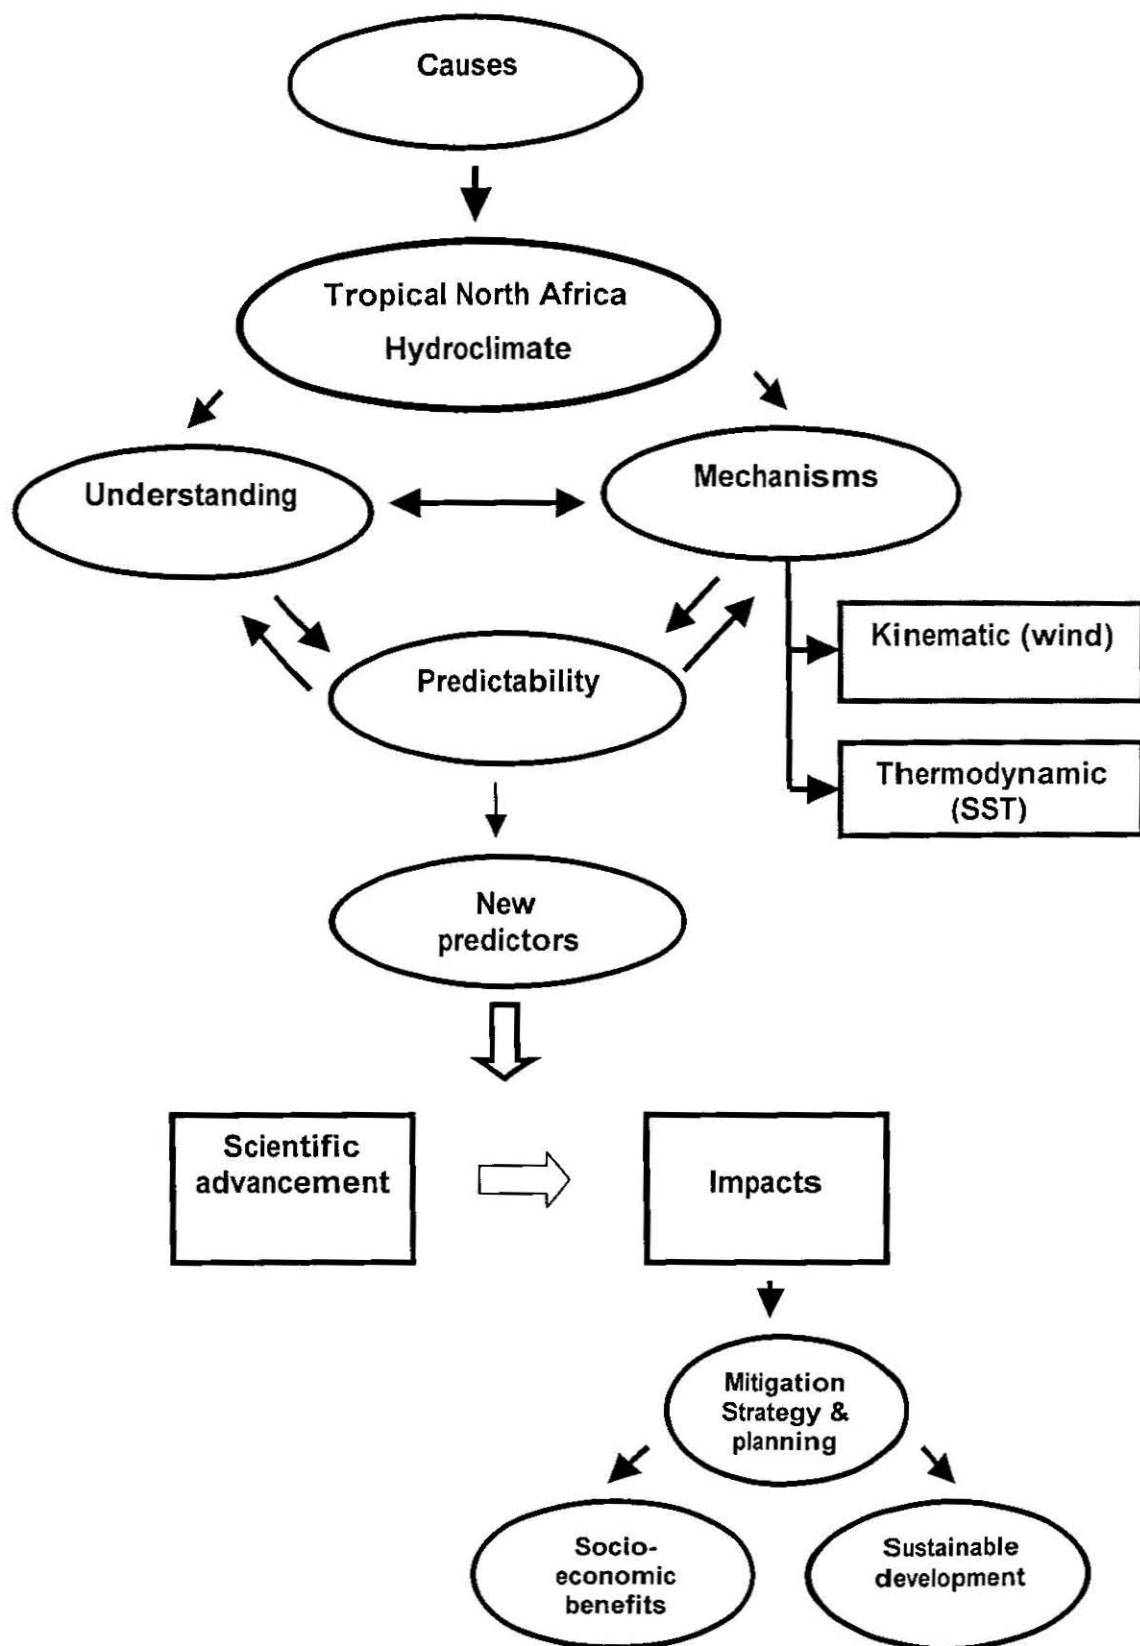 Causes
Tropical North Africa
Hydroclimate
Understanding
Mechanisms
Kinematic (wind)
Predictability
Thermodynamic
(SST)
New
predictors
Scientific
advancement
Impacts
Mitigation
Strategy &
planning
Socio-
economic
benefits
Sustainable
development